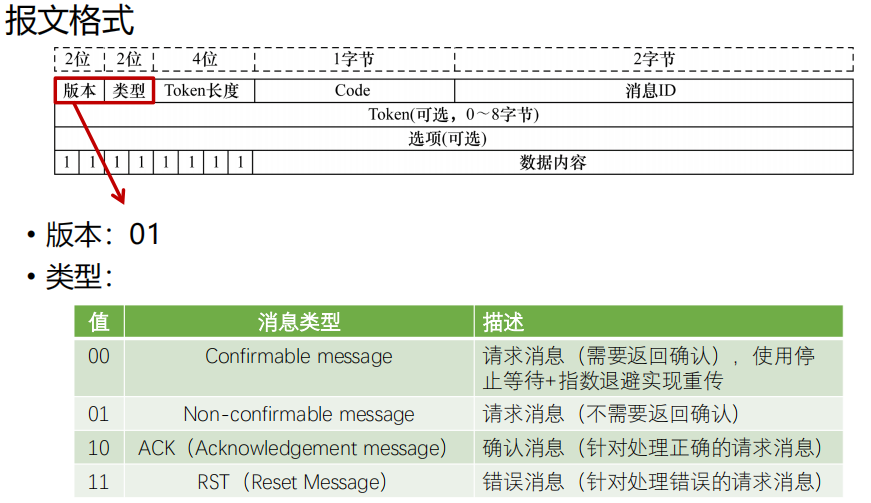 报文格式
2位 2位 4位 1字节 2字节
版本 类型 Token长度 Code 消息ID
Token(可选，0～8字节)
选项(可选)
1 1 1 1 1 1 1 1 数据内容
• 版本：01
• 类型：
值 消息类型 描述
00 Confirmable message 请求消息（需要返回确认），使用停
止等待+指数退避实现重传
01 Non-confirmable message 请求消息（不需要返回确认）
10 ACK（Acknowledgement message） 确认消息（针对处理正确的请求消息）
11 RST（Reset Message） 错误消息（针对处理错误的请求消息）